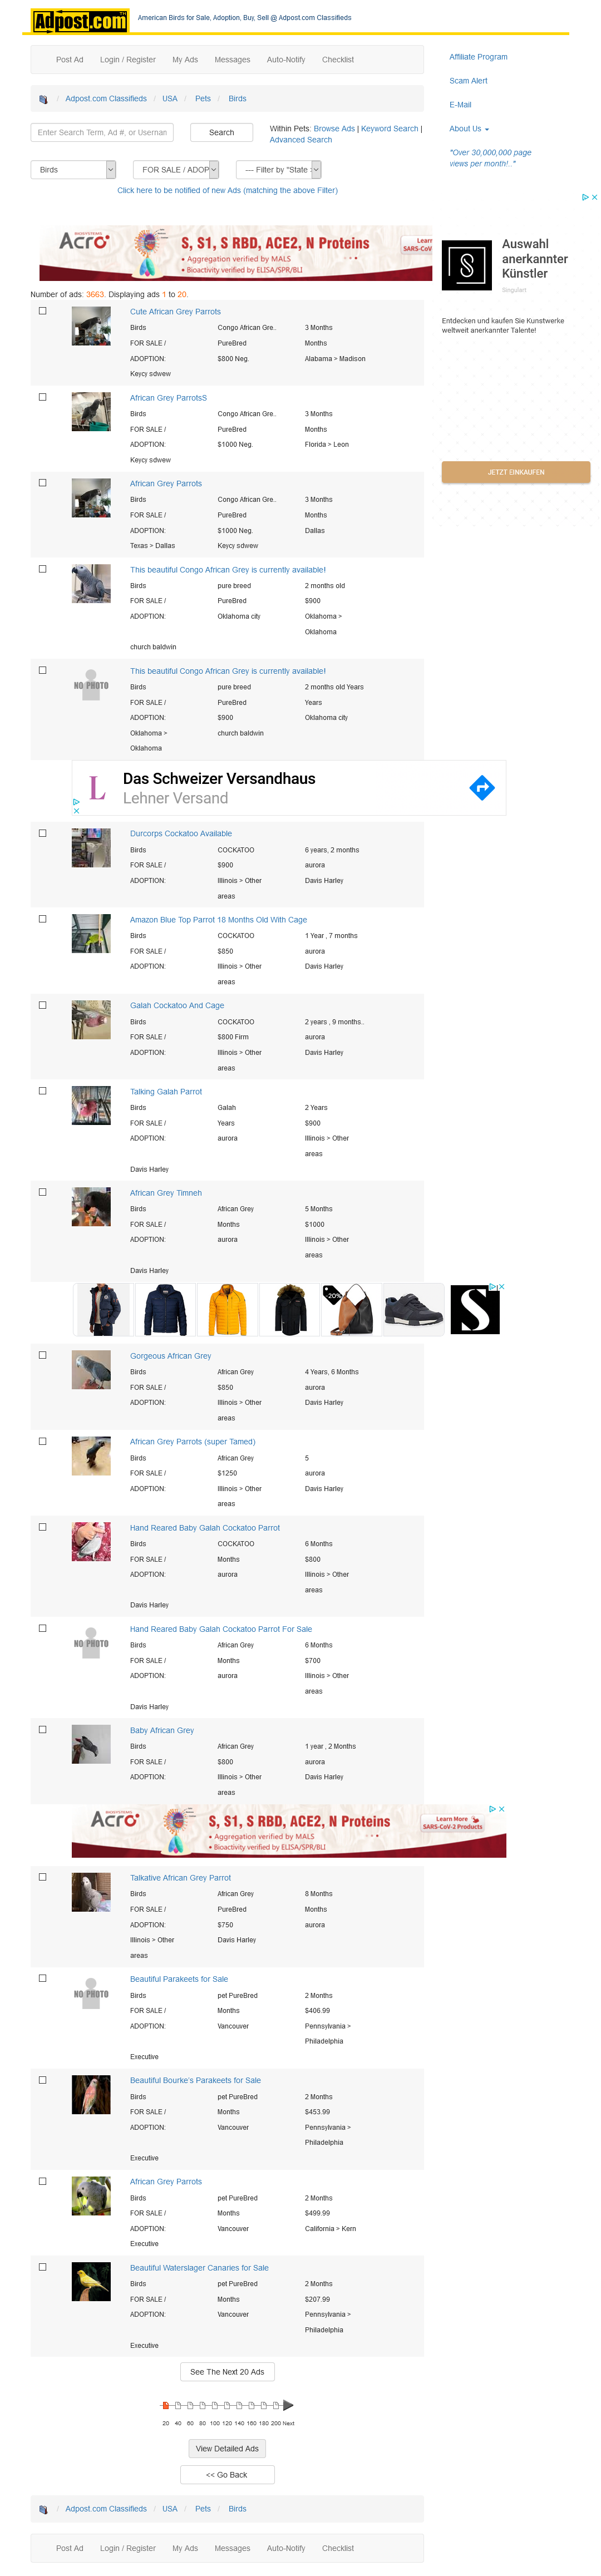 Adpost.com™
American Birds for Sale, Adoption, Buy, Sell @ Adpost.com Classifieds
Post Ad Login / Register My Ads Messages Auto-Notify Checklist
Affiliate Program
Scam Alert
E-Mail
About Us
"Over 30,000,000 page
views per month!.."
/ Adpost.com Classifieds / USA / Pets / Birds
Enter Search Term, Ad #, or Usernam
Search
Within Pets: Browse Ads | Keyword Search |
Advanced Search
Birds
FOR SALE / ADOP
--- Filter by "State
Click here to be notified of new Ads (matching the above Filter)
ACRO
BIOSYSTEMS
S, S1, S RBD, ACE2, N Proteins
• Aggregation verified by MALS
• Bioactivity verified by ELISA/SPR/BLI
Learn
SARS-CoV
Auswahl
anerkannter
Künstler
Singulart
Entdecken und kaufen Sie Kunstwerke
weltweit anerkannter Talente!
JETZT EINKAUFEN
Number of ads: 3663. Displaying ads 1 to 20.
Cute African Grey Parrots
Birds Congo African Gre.. 3 Months
FOR SALE / PureBred Months
ADOPTION: $800 Neg. Alabama > Madison
Keycy sdwew
African Grey ParrotsS
Birds Congo African Gre.. 3 Months
FOR SALE / PureBred Months
ADOPTION: $1000 Neg. Florida > Leon
Keycy sdwew
African Grey Parrots
Birds Congo African Gre.. 3 Months
FOR SALE / PureBred Months
ADOPTION: $1000 Neg. Dallas
Texas > Dallas Keycy sdwew
This beautiful Congo African Grey is currently available!
Birds pure breed 2 months old
FOR SALE / PureBred $900
ADOPTION: Oklahoma city Oklahoma >
Oklahoma
church baldwin
This beautiful Congo African Grey is currently available!
NO PHOTO
Birds pure breed 2 months old Years
FOR SALE / PureBred Years
ADOPTION: $900 Oklahoma city
Oklahoma > church baldwin
Oklahoma
L
Das Schweizer Versandhaus
Lehner Versand
Durcorps Cockatoo Available
Birds COCKATOO 6 years, 2 months
FOR SALE / $900 aurora
ADOPTION: Illinois > Other Davis Harley
areas
Amazon Blue Top Parrot 18 Months Old With Cage
Birds COCKATOO 1 Year , 7 months
FOR SALE / $850 aurora
ADOPTION: Illinois > Other Davis Harley
areas
Galah Cockatoo And Cage
Birds COCKATOO 2 years , 9 months..
FOR SALE / $800 Firm aurora
ADOPTION: Illinois > Other Davis Harley
areas
Talking Galah Parrot
Birds Galah 2 Years
FOR SALE / Years $900
ADOPTION: aurora Illinois > Other
areas
Davis Harley
African Grey Timneh
Birds African Grey 5 Months
FOR SALE / Months $1000
ADOPTION: aurora Illinois > Other
areas
Davis Harley
-20%
S
Gorgeous African Grey
Birds African Grey 4 Years, 6 Months
FOR SALE / $850 aurora
ADOPTION: Illinois > Other Davis Harley
areas
African Grey Parrots (super Tamed)
Birds African Grey 5
FOR SALE / $1250 aurora
ADOPTION: Illinois > Other Davis Harley
areas
Hand Reared Baby Galah Cockatoo Parrot
Birds COCKATOO 6 Months
FOR SALE / Months $800
ADOPTION: aurora Illinois > Other
areas
Davis Harley
Hand Reared Baby Galah Cockatoo Parrot For Sale
NO PHOTO
Birds African Grey 6 Months
FOR SALE / Months $700
ADOPTION: aurora Illinois > Other
areas
Davis Harley
Baby African Grey
Birds African Grey 1 year , 2 Months
FOR SALE / $800 aurora
ADOPTION: Illinois > Other Davis Harley
areas
ACRO
BIOSYSTEMS
S, S1, S RBD, ACE2, N Proteins
• Aggregation verified by MALS
• Bioactivity verified by ELISA/SPR/BLI
Learn More
SARS-CoV-2 Products
Talkative African Grey Parrot
Birds African Grey 8 Months
FOR SALE / PureBred Months
ADOPTION: $750 aurora
Illinois > Other Davis Harley
areas
Beautiful Parakeets for Sale
NO PHOTO
Birds pet PureBred 2 Months
FOR SALE / Months $406.99
ADOPTION: Vancouver Pennsylvania >
Philadelphia
Executive
Beautiful Bourke's Parakeets for Sale
Birds pet PureBred 2 Months
FOR SALE / Months $453.99
ADOPTION: Vancouver Pennsylvania >
Philadelphia
Executive
African Grey Parrots
Birds pet PureBred 2 Months
FOR SALE / Months $499.99
ADOPTION: Vancouver California > Kern
Executive
Beautiful Waterslager Canaries for Sale
Birds pet PureBred 2 Months
FOR SALE / Months $207.99
ADOPTION: Vancouver Pennsylvania >
Philadelphia
Executive
See The Next 20 Ads
20 40 60 80 100 120 140 160 180 200 Next
View Detailed Ads
<< Go Back
/ Adpost.com Classifieds / USA / Pets / Birds
Post Ad Login / Register My Ads Messages Auto-Notify Checklist